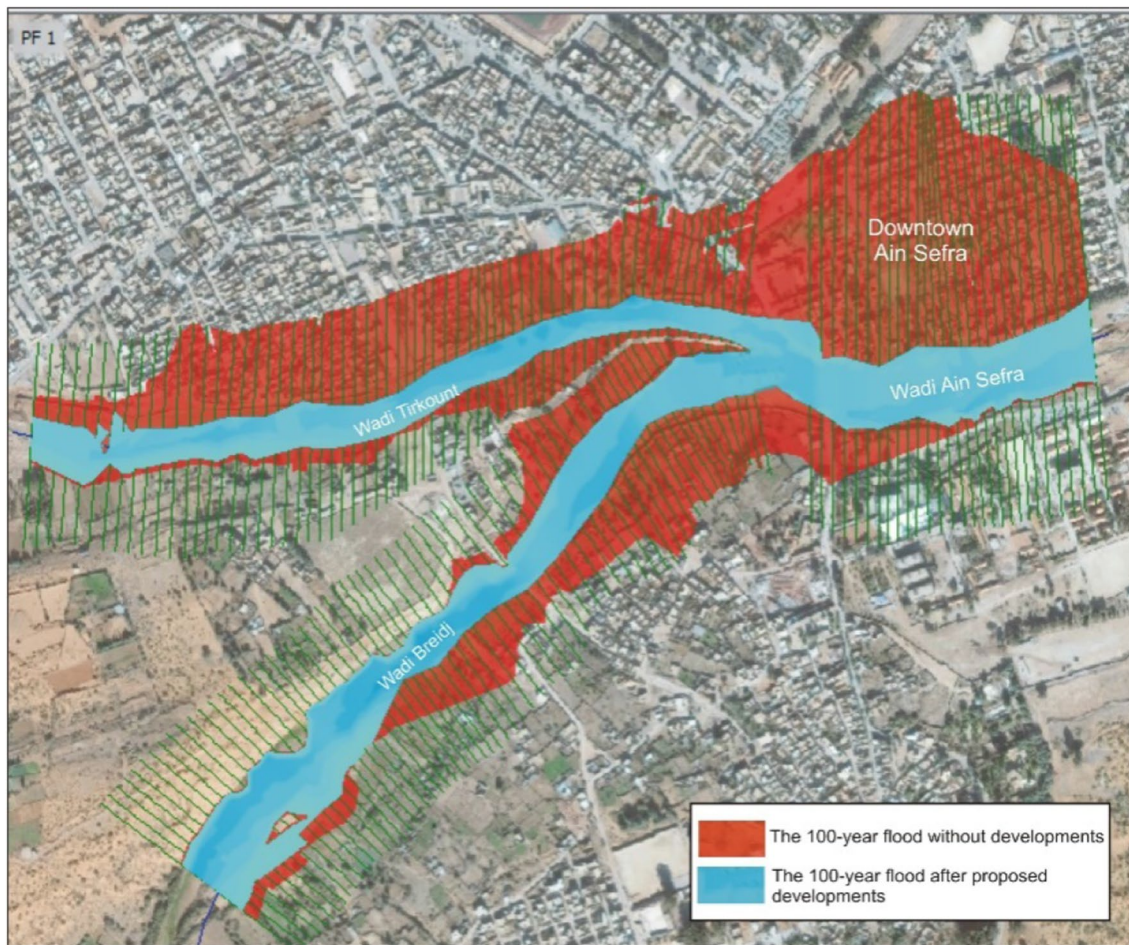 PF 1
Downtown
Ain Sefra
Wadi Ain Sefra
Wadi Tirkount
Wadi Breidj
The 100-year flood without developments
The 100-year flood after proposed
developments